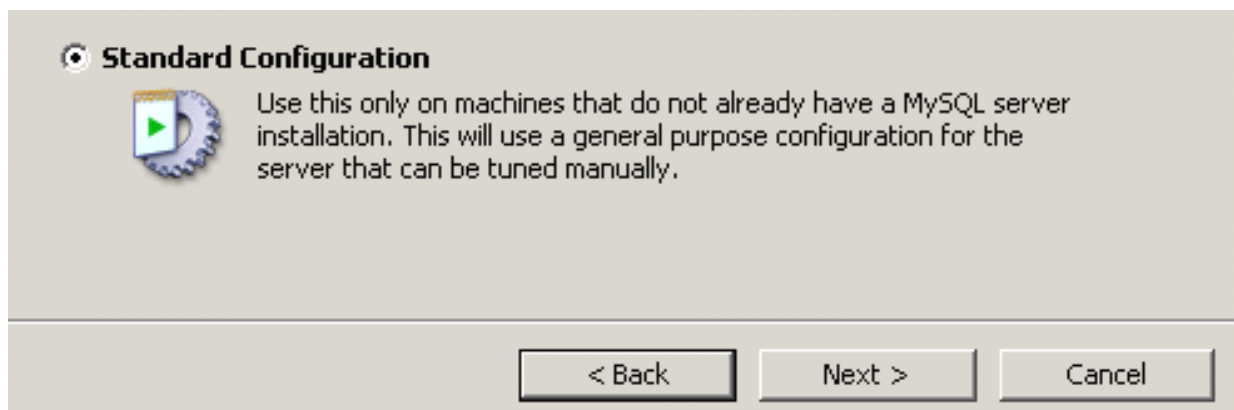 Standard Configuration
Use this only on machines that do not already have a MySQL server
installation. This will use a general purpose configuration for the
server that can be tuned manually.
< Back
Next >
Cancel